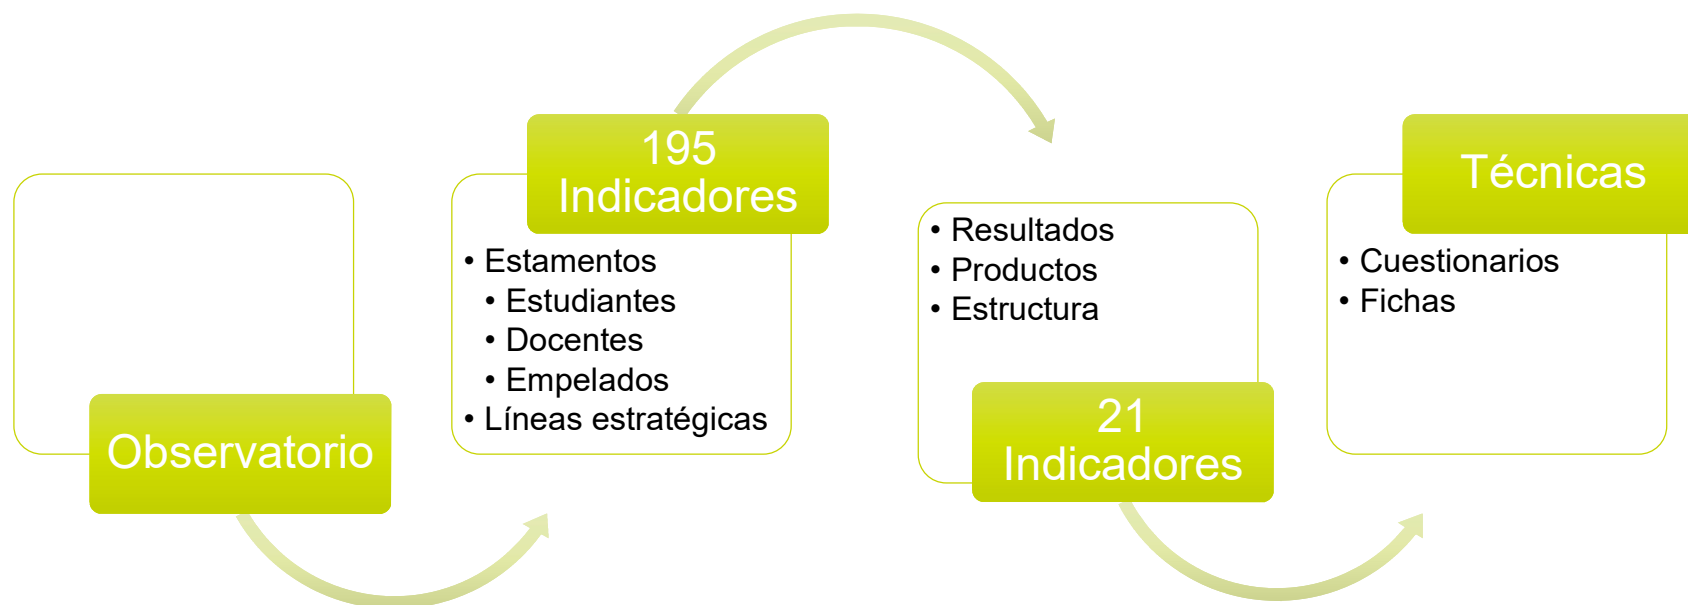 Observatorio
195
Indicadores
• Estamentos
• Estudiantes
• Docentes
• Empelados
• Líneas estratégicas
• Resultados
• Productos
• Estructura
21
Indicadores
Técnicas
• Cuestionarios
• Fichas